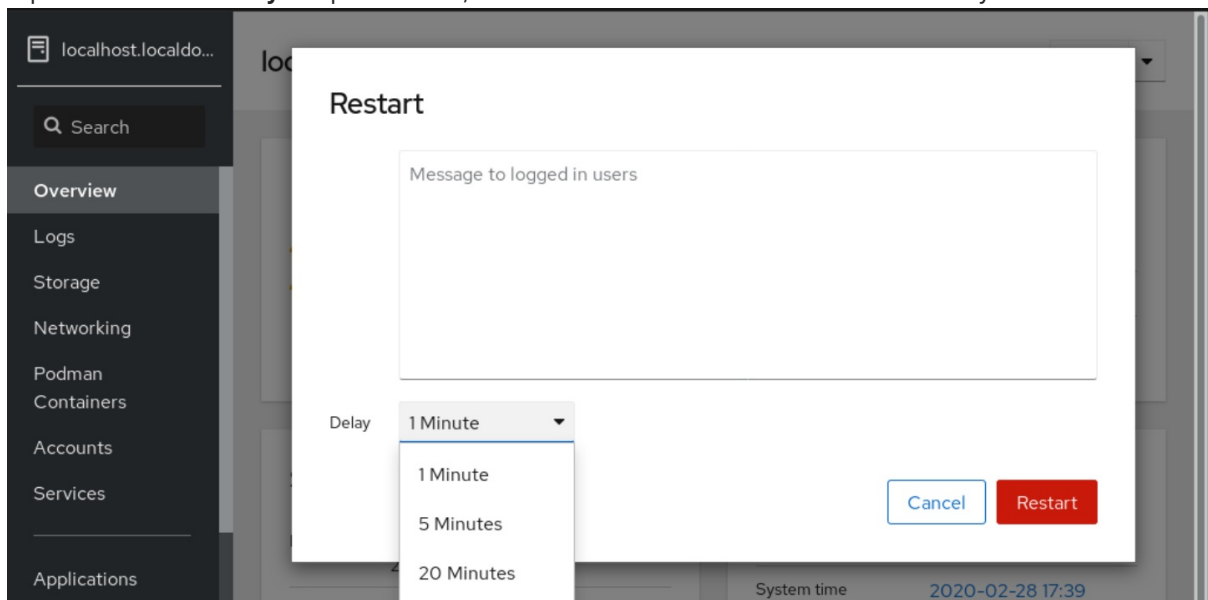 localhost.localdo...
Search
Overview
Logs
Storage
Networking
Podman
Containers
Accounts
Services
Applications
loc
Restart
Message to logged in users
Delay
1 Minute
1 Minute
5 Minutes
20 Minutes
Cancel
Restart
System time
2020-02-28 17:39